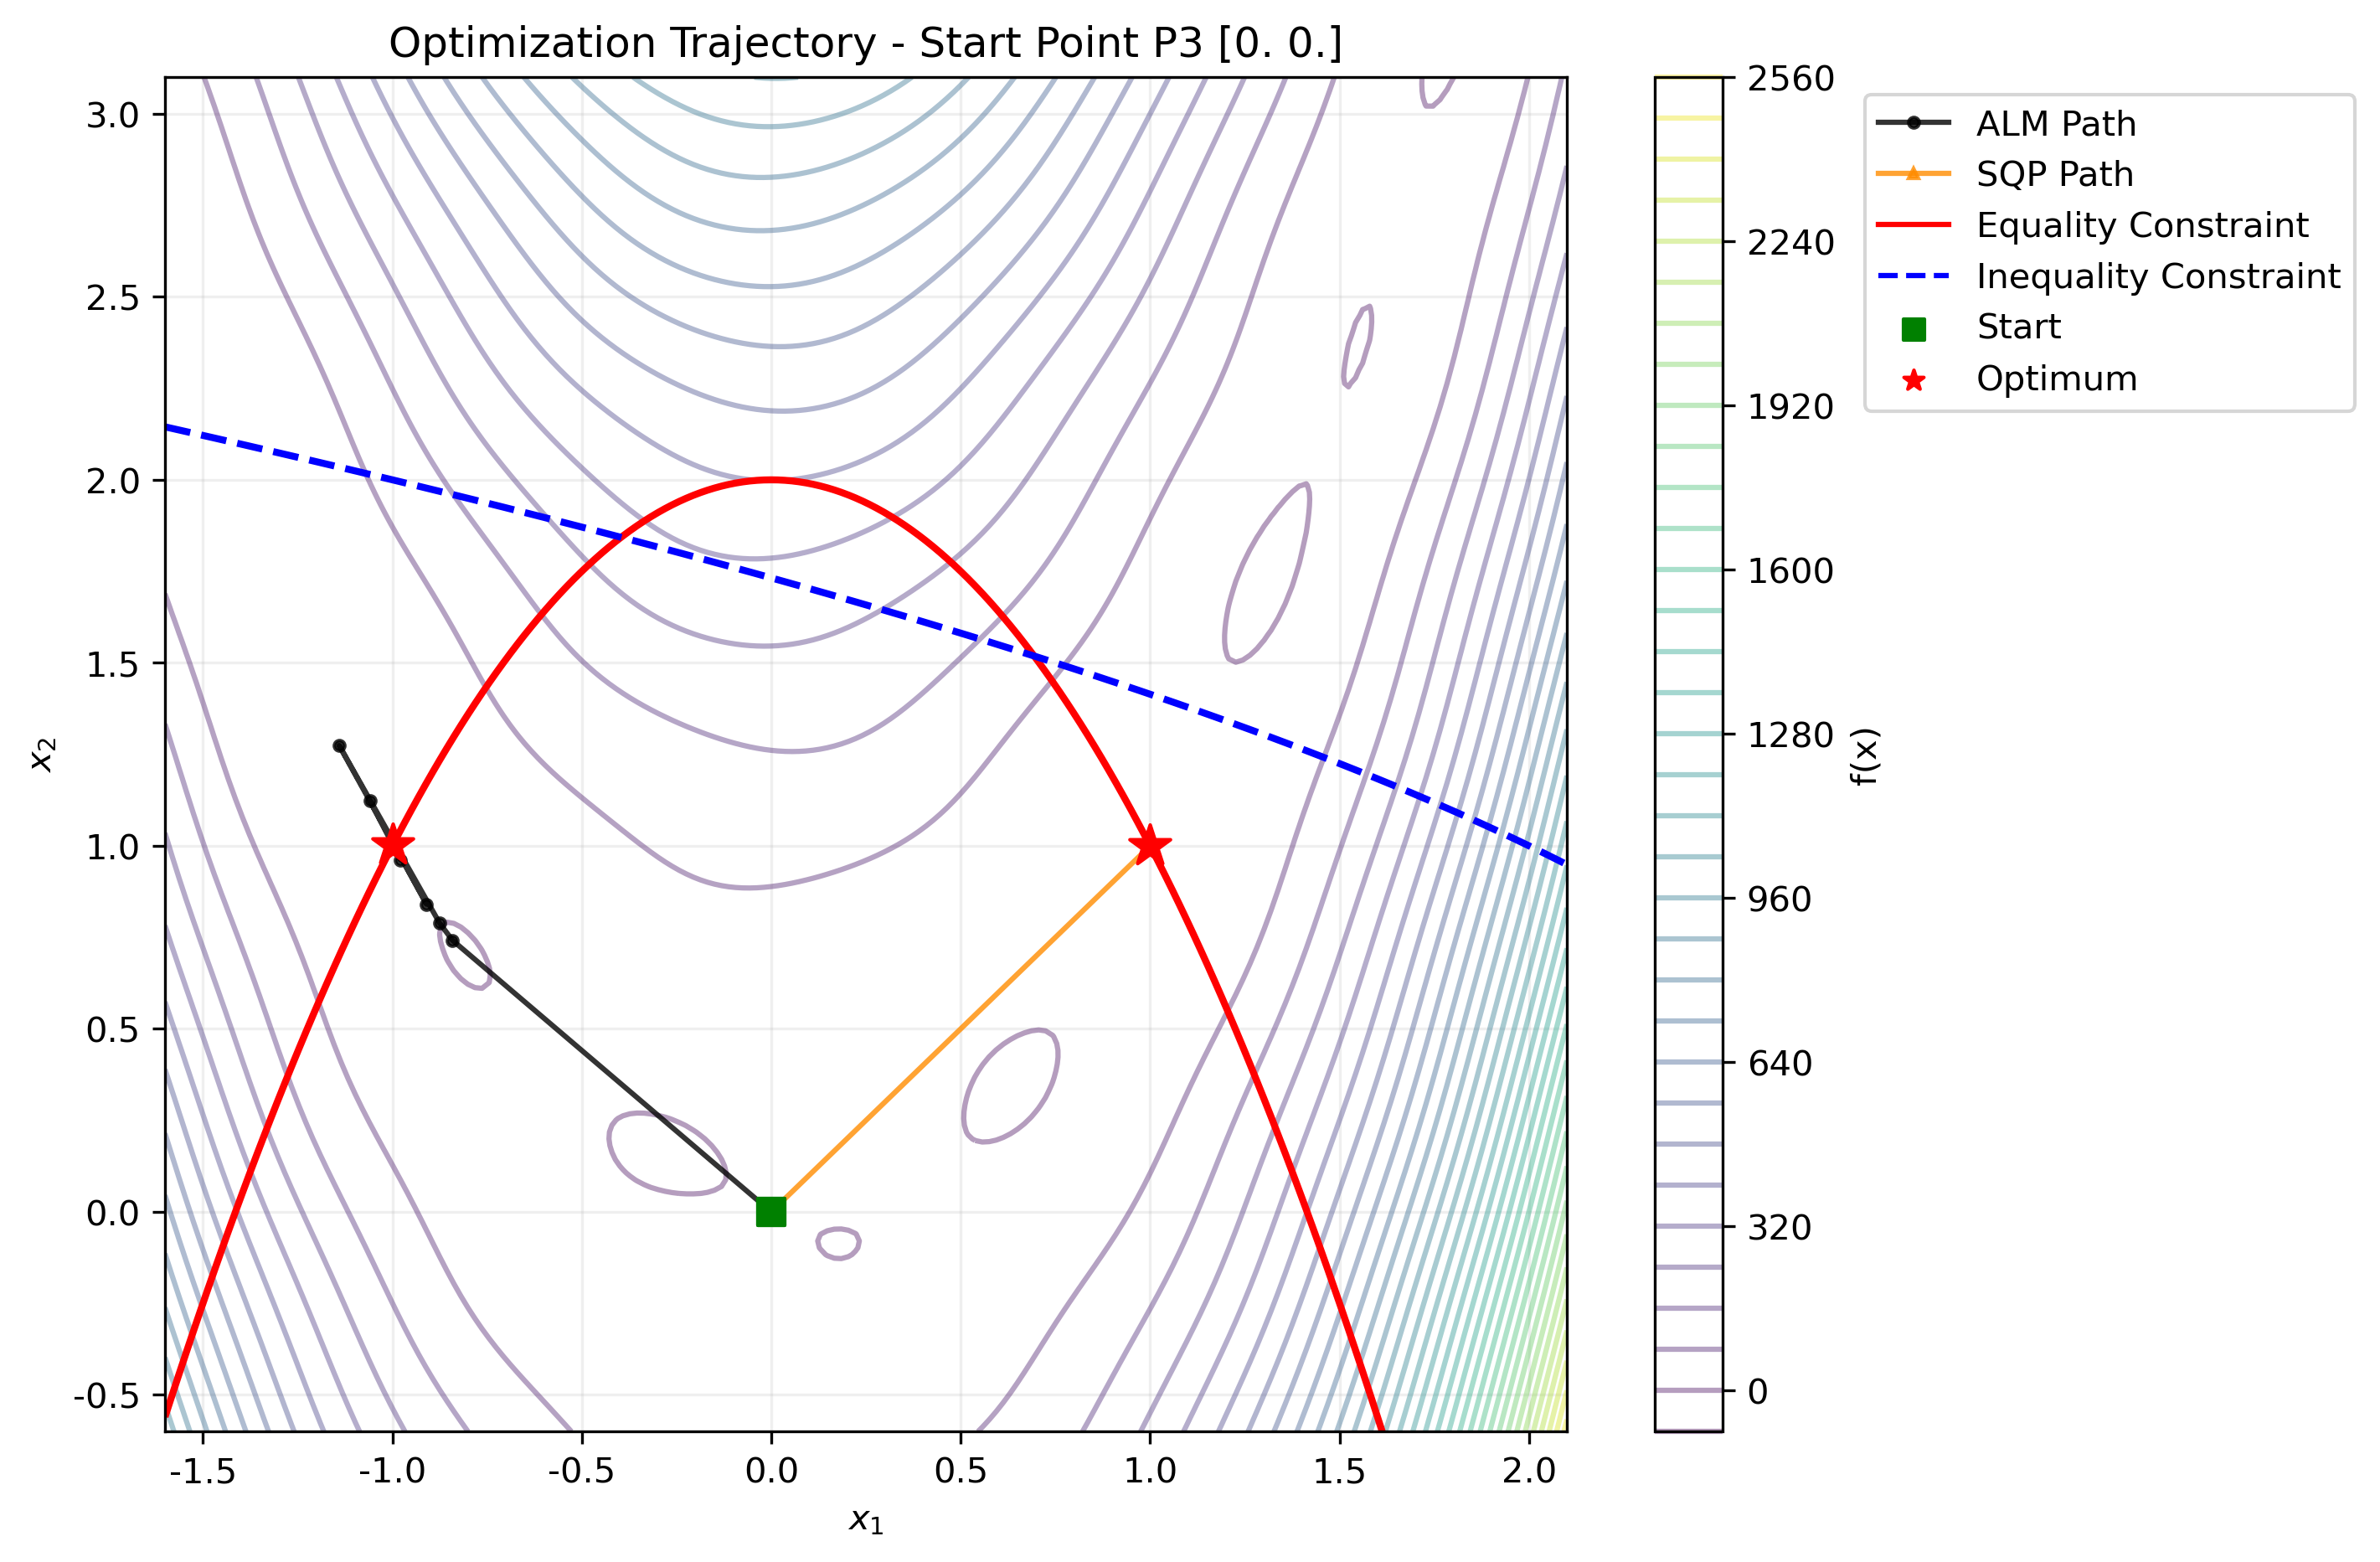 Optimization Trajectory - Start Point P3 [0. 0.]
3.0
2.5
2.0
1.5
1.0
0.5
0.0
-0.5
x₂
-1.5 -1.0 -0.5 0.0 0.5 1.0 1.5 2.0
x₁
2560
2240
1920
1600
1280
960
640
320
0
f(x)
ALM Path
SQP Path
Equality Constraint
Inequality Constraint
Start
Optimum